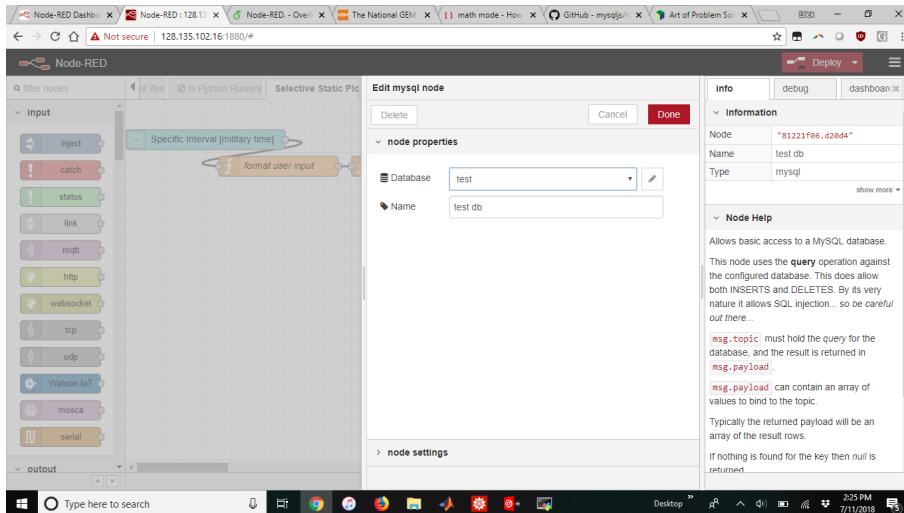 Node-RED Dashbo
Node-RED : 128.13
Node-RED. - Over
The National GEM
math mode - How
GitHub - mysqljs/
Art of Problem So
Not secure | 128.135.102.16:1880/#
Node-RED
Deploy
filter nodes
ot Tes
Is Python Running
Selective Static Plo
input
inject
catch
status
link
mqtt
http
websocket
tcp
udp
Watson IoT
mosca
serial
output
Specific Interval [military time]
format user input
Edit mysql node
Delete
Cancel
Done
node properties
Database
test
Name
test db
node settings
info
debug
dashboard
Information
Node
"81221f06.d20d4"
Name
test db
Type
mysql
show more
Node Help
Allows basic access to a MySQL database.
This node uses the query operation against
the configured database. This does allow
both INSERTS and DELETES. By its very
nature it allows SQL injection... so be careful
out there...
msg.topic must hold the query for the
database, and the result is returned in
msg.payload.
msg.payload can contain an array of
values to bind to the topic.
Typically the returned payload will be an
array of the result rows.
If nothing is found for the key then null is
returned
Type here to search
Desktop
2:25 PM
7/11/2018